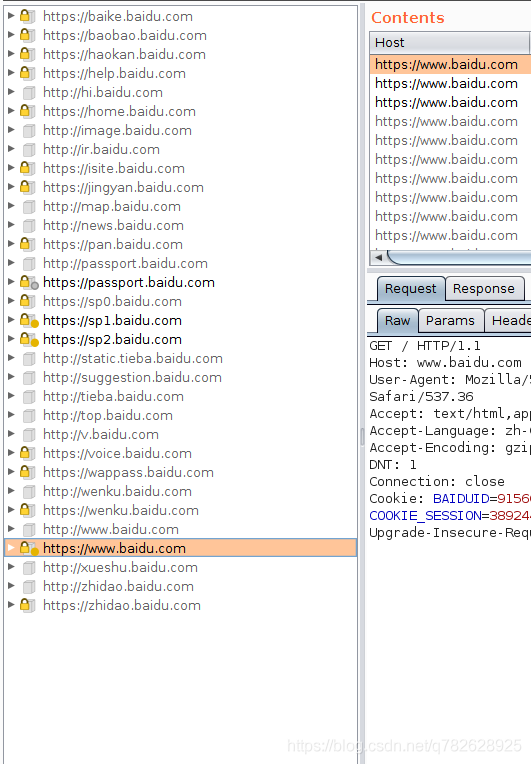 https://baike.baidu.com
https://baobao.baidu.com
https://haokan.baidu.com
https://help.baidu.com
http://hi.baidu.com
https://home.baidu.com
http://image.baidu.com
http://ir.baidu.com
https://isite.baidu.com
https://jingyan.baidu.com
http://map.baidu.com
http://news.baidu.com
https://pan.baidu.com
http://passport.baidu.com
https://passport.baidu.com
https://sp0.baidu.com
https://sp1.baidu.com
https://sp2.baidu.com
http://static.tieba.baidu.com
http://suggestion.baidu.com
http://tieba.baidu.com
http://top.baidu.com
http://v.baidu.com
https://voice.baidu.com
https://wappass.baidu.com
http://wenku.baidu.com
https://wenku.baidu.com
http://www.baidu.com
https://www.baidu.com
http://xueshu.baidu.com
http://zhidao.baidu.com
https://zhidao.baidu.com
Contents
Host
https://www.baidu.com
https://www.baidu.com
https://www.baidu.com
https://www.baidu.com
https://www.baidu.com
https://www.baidu.com
https://www.baidu.com
https://www.baidu.com
https://www.baidu.com
https://www.baidu.com
Request Response
Raw Params Heade
GET / HTTP/1.1
Host: www.baidu.com
User-Agent: Mozilla/5
Safari/537.36
Accept: text/html,app
Accept-Language: zh-
Accept-Encoding: gzip
DNT: 1
Connection: close
Cookie: BAIDUID=9156
COOKIE_SESSION=38924
Upgrade-Insecure-Requ
https://blog.csdn.net/q782628925